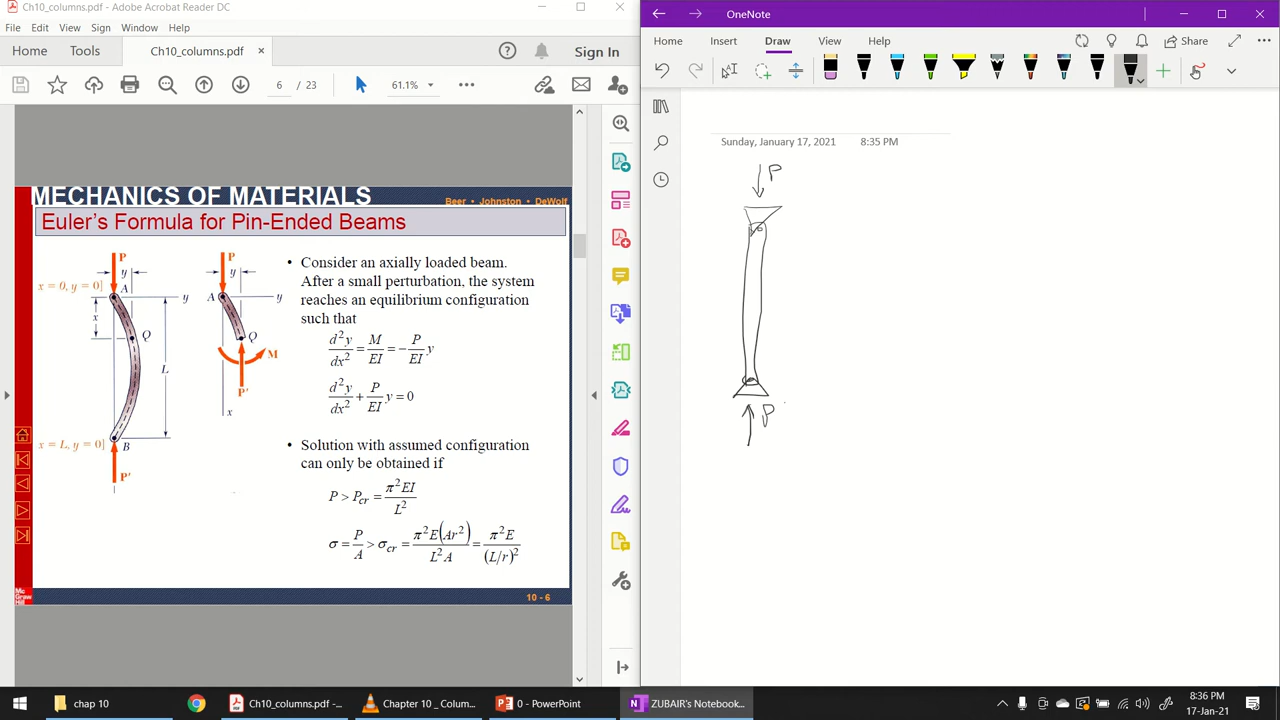 Ch10_columns.pdf - Adobe Acrobat Reader DC
File Edit View Sign Window Help
Home Tools Ch10_columns.pdf × Sign In
6 / 23 61.1%
MECHANICS OF MATERIALS
Beer • Johnston • DeWolf
Euler's Formula for Pin-Ended Beams
P
y
x = 0, y = 0]
A
y
x
Q
L
x = L, y = 0]
B
P'
P
y
A
y
Q
M
P'
x
• Consider an axially loaded beam.
After a small perturbation, the system
reaches an equilibrium configuration
such that
d²y/dx² = M/EI = −P/EI y
d²y/dx² + P/EI y = 0
• Solution with assumed configuration
can only be obtained if
P > Pcr = π²EI/L²
σ = P/A > σcr = π²E(Ar²)/L²A = π²E/(L/r)²
Mc
Graw
Hill
10 - 6
OneNote
Home Insert Draw View Help
Share
Sunday, January 17, 2021 8:35 PM
P
P
chap 10
Ch10_columns.pdf -...
Chapter 10 _ Colum...
0 - PowerPoint
ZUBAIR's Notebook...
8:36 PM
17-Jan-21